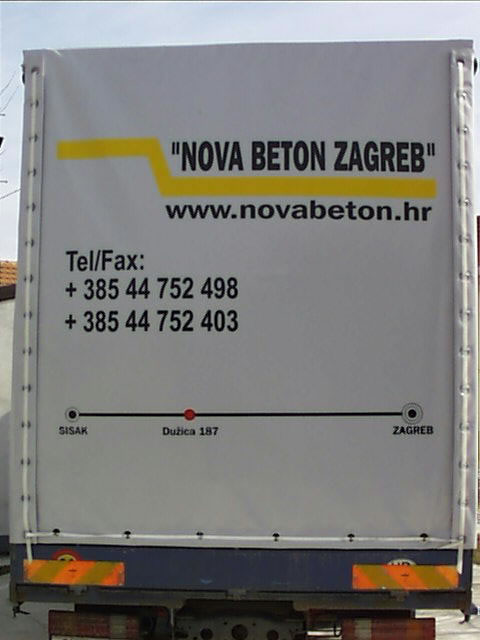 "NOVA BETON ZAGREB"
www.novabeton.hr
Tel/Fax:
+ 385 44 752 498
+ 385 44 752 403
SISAK Dužica 187 ZAGREB